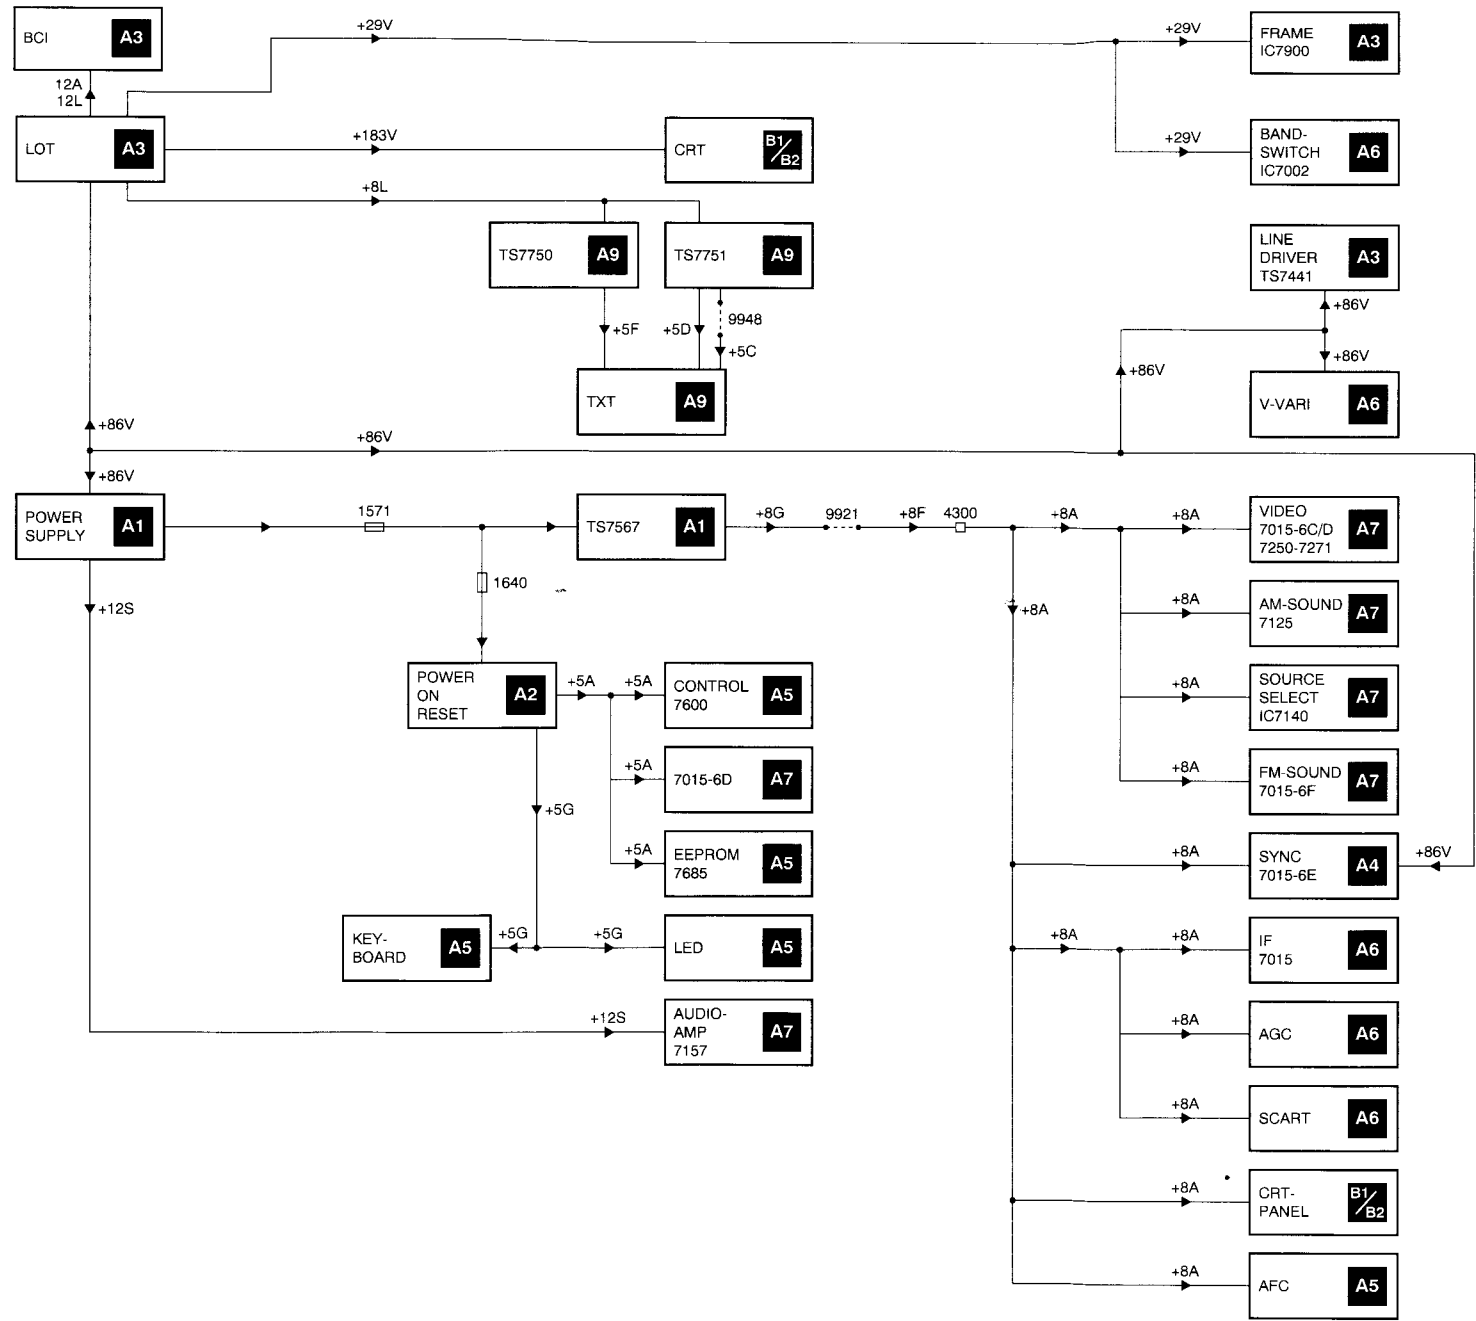 BCI A3
+29V
+29V
FRAME
IC7900
A3
12A
12L
LOT A3
+183V
CRT B1/B2
+29V
BAND-
SWITCH
IC7002
A6
+8L
TS7750 A9
TS7751 A9
LINE
DRIVER
TS7441
A3
+5F
+5D
9948
+5C
+86V
+86V
+86V
TXT A9
V-VARI A6
+86V
+86V
+86V
POWER
SUPPLY
A1
1571
TS7567 A1
+8G
9921
+8F
4300
+8A
+8A
VIDEO
7015-6C/D
7250-7271
A7
1640
+12S
+8A
+8A
AM-SOUND
7125
A7
POWER
ON
RESET
A2
+5A
+5A
CONTROL
7600
A5
+8A
SOURCE
SELECT
IC7140
A7
+5A
7015-6D A7
+8A
FM-SOUND
7015-6F
A7
+5G
+5A
EEPROM
7685
A5
+8A
SYNC
7015-6E
A4
+86V
KEY-
BOARD
A5
+5G
+5G
LED A5
+8A
+8A
IF
7015
A6
+12S
AUDIO-
AMP
7157
A7
+8A
AGC A6
+8A
SCART A6
+8A
CRT-
PANEL
B1/B2
+8A
AFC A5